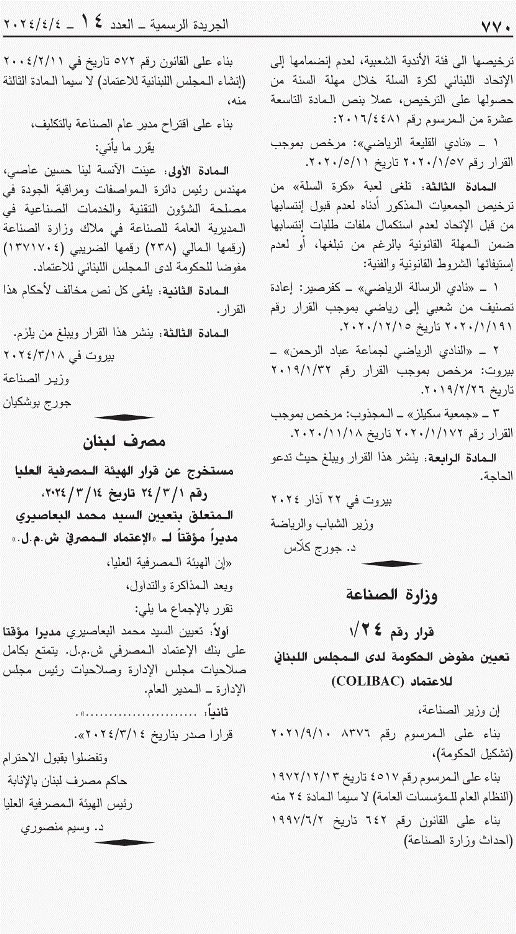 ٧٧٠
الجريدة الرسمية ــ العدد ١٤ ــ ٢٠٢٤/٤/٤
ترخيصها الى فئة الأندية الشعبية، لعدم إنضمامها إلى
الإتحاد اللبناني لكرة السلة خلال مهلة السنة من
حصولها على الترخيص، عملا بنص المادة التاسعة
عشرة من المرسوم رقم ٢٠١٦/٤٤٨١:
١ ــ «نادي القليعة الرياضي»: مرخص بموجب
القرار رقم ٢٠٢٠/١/٥٧ تاريخ ٢٠٢٠/٥/١١.
المادة الثالثة: تلغى لعبة «كرة السلة» من
ترخيص الجمعيات المذكور أدناه لعدم قبول إنتسابها
من قبل الإتحاد لعدم استكمال ملفات طلبات إنتسابها
ضمن المهلة القانونية بالرغم من تبلغها، أو لعدم
إستيفائها الشروط القانونية والفنية:
١ ــ «نادي الرسالة الرياضي» ــ كفرصير: إعادة
تصنيف من شعبي إلى رياضي بموجب القرار رقم
٢٠٢٠/١/١٩١ تاريخ ٢٠٢٠/١٢/١٥.
٢ ــ «النادي الرياضي لجماعة عباد الرحمن» ــ
بيروت: مرخص بموجب القرار رقم ٢٠١٩/١/٣٢
تاريخ ٢٠١٩/٢/٢٦.
٣ ــ «جمعية سكيلز» ــ المجذوب: مرخص بموجب
القرار رقم ٢٠٢٠/١/١٧٢ تاريخ ٢٠٢٠/١١/١٨.
المادة الرابعة: ينشر هذا القرار ويبلغ حيث تدعو
الحاجة.
بيروت في ٢٢ آذار ٢٠٢٤
وزير الشباب والرياضة
د. جورج كلّاس
وزارة الصناعة
قرار رقم ١/٢٤
تعيين مفوض الحكومة لدى المجلس اللبناني
للاعتماد (COLIBAC)
إن وزير الصناعة،
بناء على المرسوم رقم ٨٣٧٦ ٢٠٢١/٩/١٠
(تشكيل الحكومة)،
بناء على المرسوم رقم ٤٥١٧ تاريخ ١٩٧٢/١٢/١٣
(النظام العام للمؤسسات العامة) لا سيما المادة ٢٤ منه
بناء على القانون رقم ٦٤٢ تاريخ ١٩٩٧/٦/٢
(احداث وزارة الصناعة)
بناء على القانون رقم ٥٧٢ تاريخ في ٢٠٠٤/٢/١١
(إنشاء المجلس اللبنانية للاعتماد) لا سيما المادة الثالثة
منه،
بناء على اقتراح مدير عام الصناعة بالتكليف،
يقرر ما يأتي:
المادة الأولى: عينت الآنسة لينا حسين عاصي،
مهندس رئيس دائرة المواصفات ومراقبة الجودة في
مصلحة الشؤون التقنية والخدمات الصناعية في
المديرية العامة للصناعة في ملاك وزارة الصناعة
(رقمها المالي (٢٣٨) رقمها الضريبي (١٣٧١٧٠٤)
مفوضا للحكومة لدى المجلس اللبناني للاعتماد.
المادة الثانية: يلغى كل نص مخالف لأحكام هذا
القرار.
المادة الثالثة: ينشر هذا القرار ويبلغ من يلزم.
بيروت في ٢٠٢٤/٣/١٨
وزير الصناعة
جورج بوشكيان
مصرف لبنان
مستخرج عن قرار الهيئة المصرفية العليا
رقم ٢٤/٣/١ تاريخ ٢٠٢٤/٣/١٤،
المتعلق بتعيين السيد محمد البعاصيري
مديراً مؤقتاً لـ «الإعتماد المصرفي ش.م.ل.»
«إن الهيئة المصرفية العليا،
وبعد المذاكرة والتداول،
تقرر بالإجماع ما يلي:
أولاً: تعيين السيد محمد البعاصيري مديرا مؤقتا
على بنك الإعتماد المصرفي ش.م.ل. يتمتع بكامل
صلاحيات مجلس الإدارة وصلاحيات رئيس مجلس
الإدارة ــ المدير العام.
ثانياً: ........................».
قرارا صدر بتاريخ ٢٠٢٤/٣/١٤».
وتفضلوا بقبول الاحترام
حاكم مصرف لبنان بالإنابة
رئيس الهيئة المصرفية العليا
د. وسيم منصوري